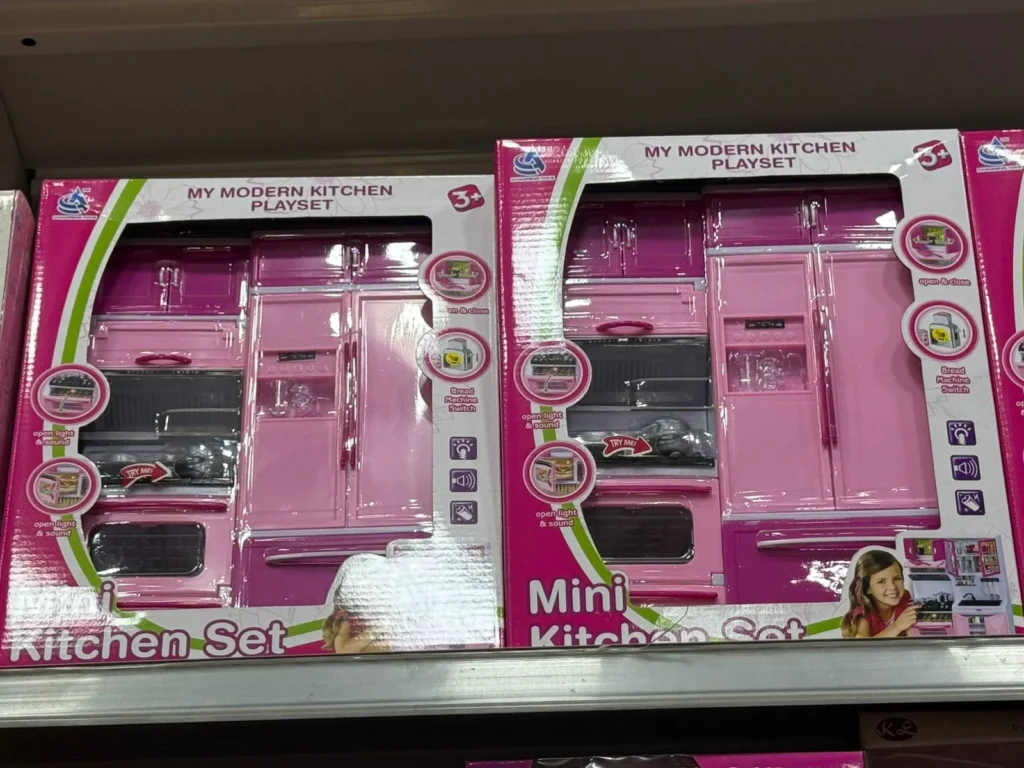 MY MODERN KITCHEN
PLAYSET
3+
open & close
Bread
Machine
Switch
open light
& sound
TRY ME!
open light
& sound
Mini
Kitchen Set
MY MODERN KITCHEN
PLAYSET
3+
open & close
Bread
Machine
Switch
open light
& sound
TRY ME!
open light
& sound
Mini
Kitchen Set